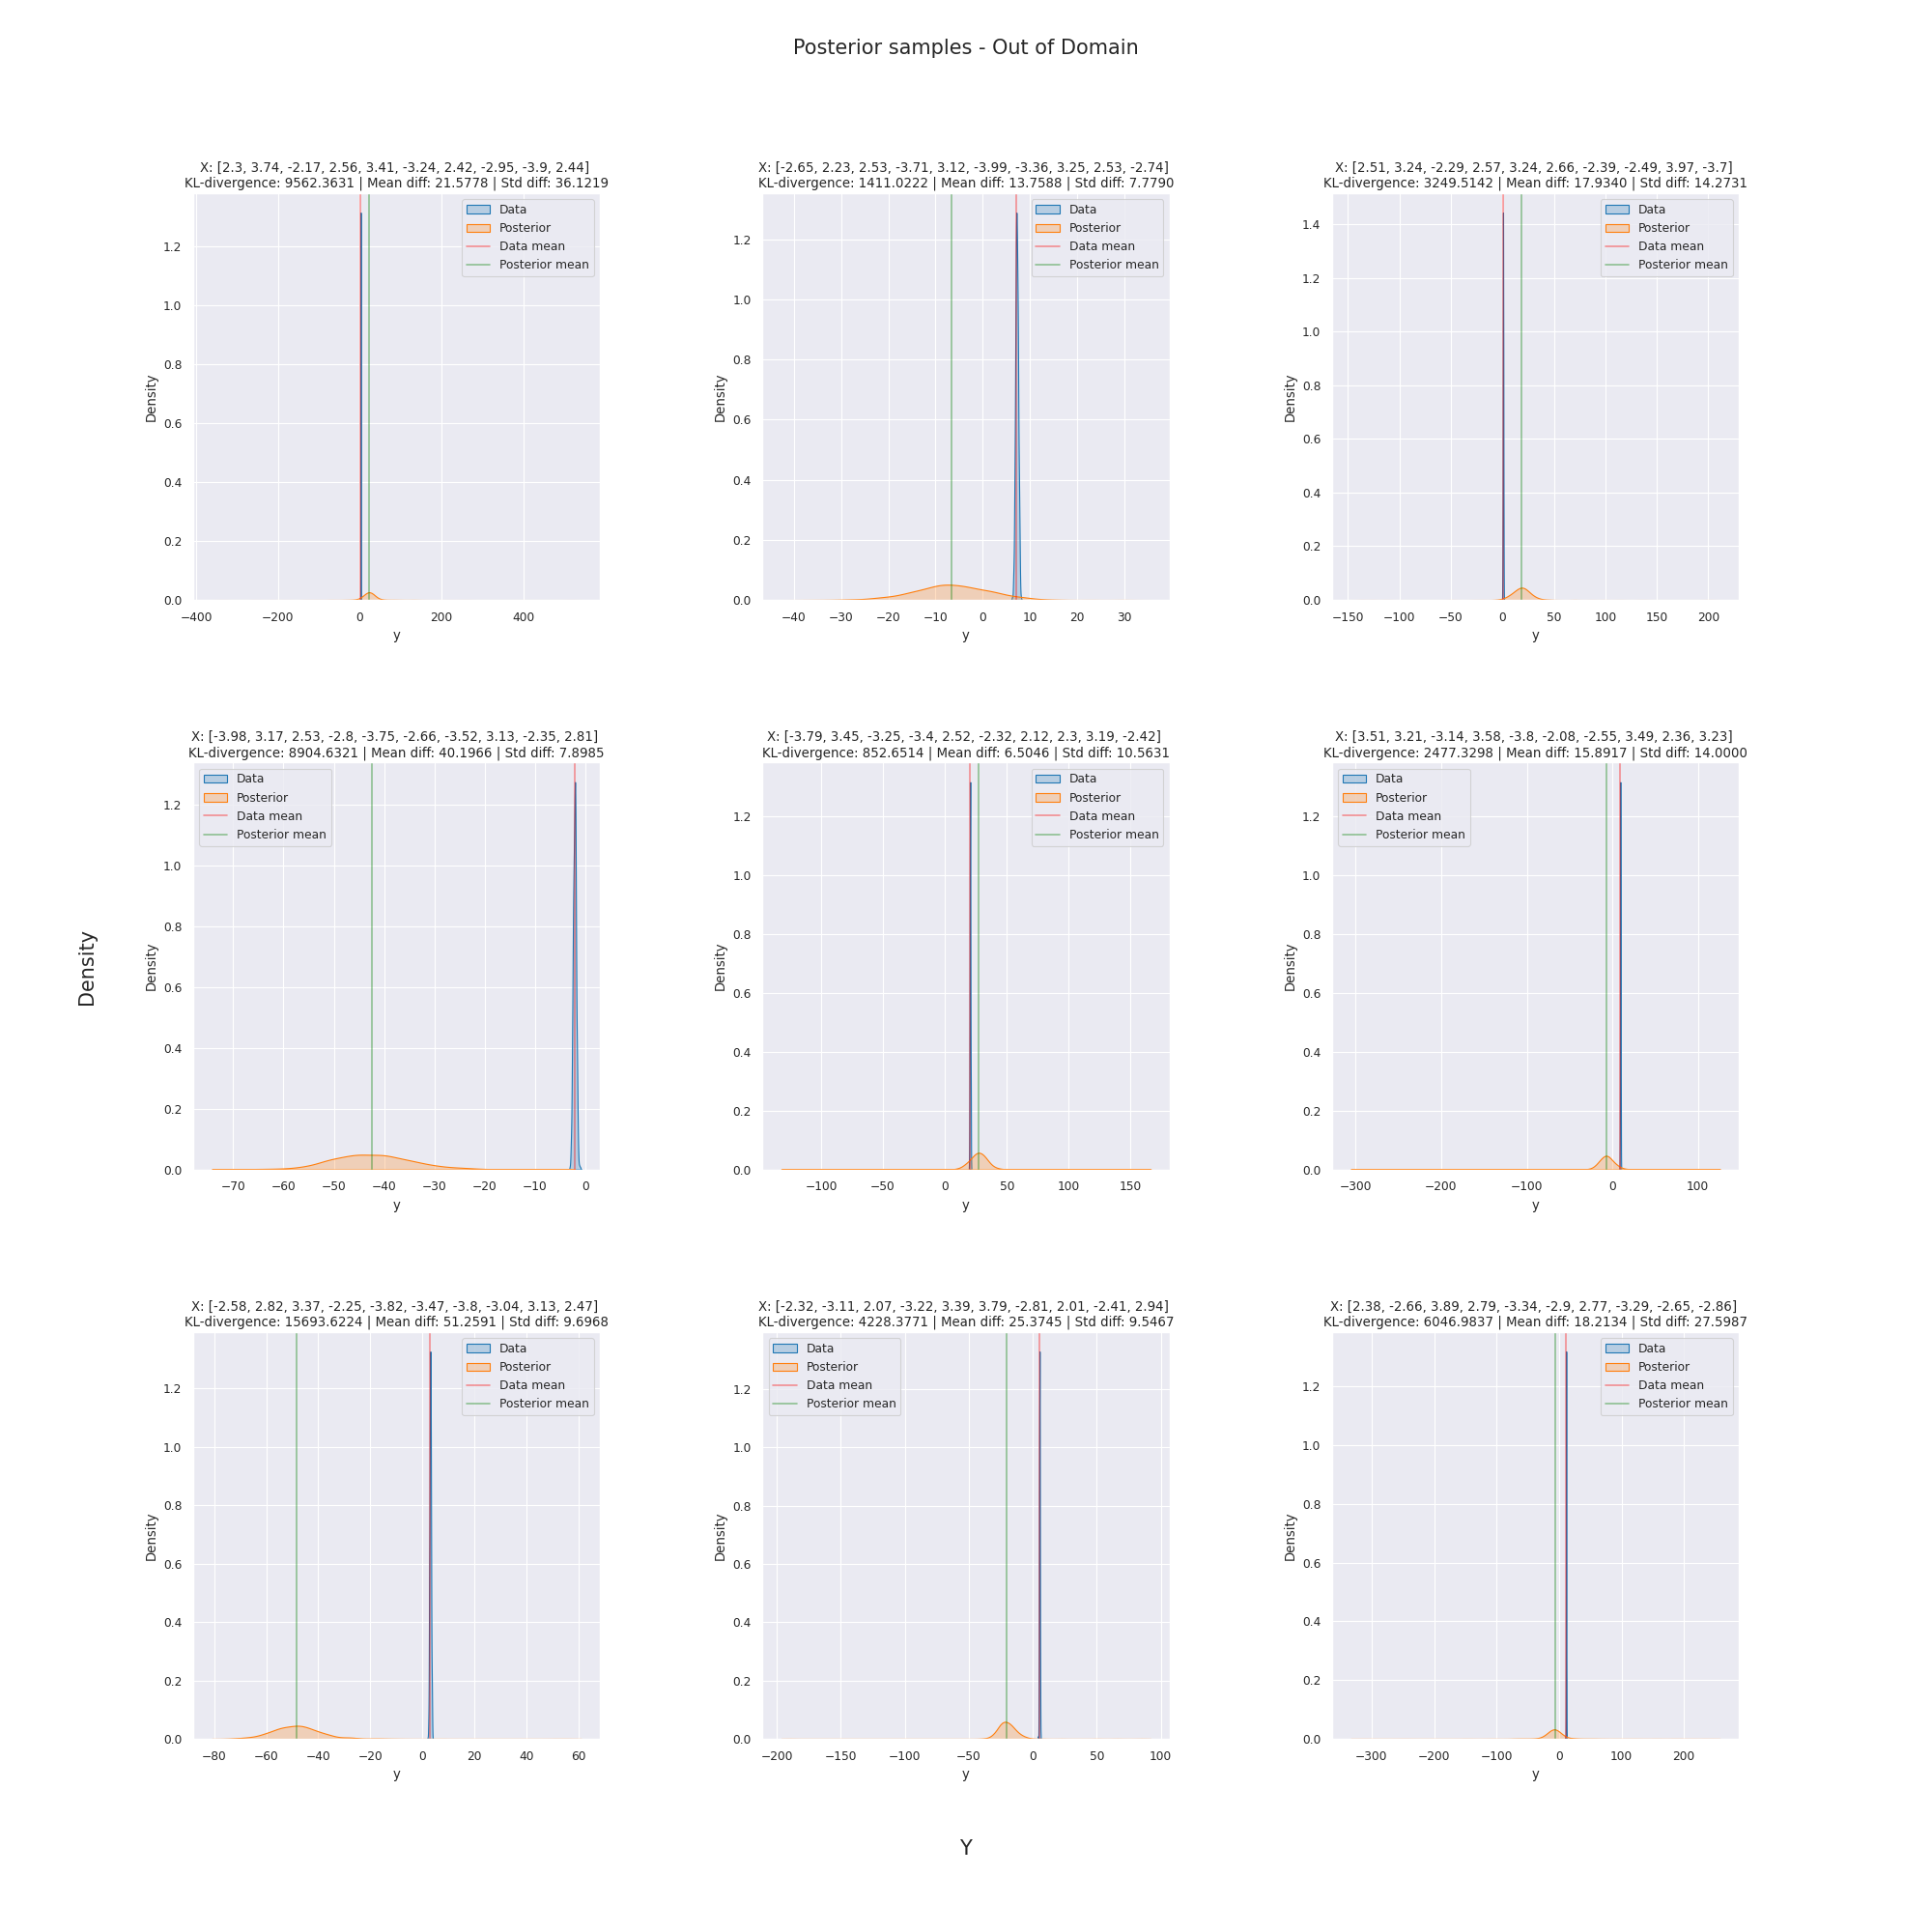 Posterior samples - Out of Domain
X: [2.3, 3.74, -2.17, 2.56, 3.41, -3.24, 2.42, -2.95, -3.9, 2.44]
KL-divergence: 9562.3631 | Mean diff: 21.5778 | Std diff: 36.1219
Data
Posterior
Data mean
Posterior mean
1.2
1.0
0.8
0.6
0.4
0.2
0.0
Density
−400 −200 0 200 400
y
X: [-2.65, 2.23, 2.53, -3.71, 3.12, -3.99, -3.36, 3.25, 2.53, -2.74]
KL-divergence: 1411.0222 | Mean diff: 13.7588 | Std diff: 7.7790
Data
Posterior
Data mean
Posterior mean
1.2
1.0
0.8
0.6
0.4
0.2
0.0
Density
−40 −30 −20 −10 0 10 20 30
y
X: [2.51, 3.24, -2.29, 2.57, 3.24, 2.66, -2.39, -2.49, 3.97, -3.7]
KL-divergence: 3249.5142 | Mean diff: 17.9340 | Std diff: 14.2731
Data
Posterior
Data mean
Posterior mean
1.4
1.2
1.0
0.8
0.6
0.4
0.2
0.0
Density
−150 −100 −50 0 50 100 150 200
y
Density
X: [-3.98, 3.17, 2.53, -2.8, -3.75, -2.66, -3.52, 3.13, -2.35, 2.81]
KL-divergence: 8904.6321 | Mean diff: 40.1966 | Std diff: 7.8985
Data
Posterior
Data mean
Posterior mean
1.2
1.0
0.8
0.6
0.4
0.2
0.0
Density
−70 −60 −50 −40 −30 −20 −10 0
y
X: [-3.79, 3.45, -3.25, -3.4, 2.52, -2.32, 2.12, 2.3, 3.19, -2.42]
KL-divergence: 852.6514 | Mean diff: 6.5046 | Std diff: 10.5631
Data
Posterior
Data mean
Posterior mean
1.2
1.0
0.8
0.6
0.4
0.2
0.0
Density
−100 −50 0 50 100 150
y
X: [3.51, 3.21, -3.14, 3.58, -3.8, -2.08, -2.55, 3.49, 2.36, 3.23]
KL-divergence: 2477.3298 | Mean diff: 15.8917 | Std diff: 14.0000
Data
Posterior
Data mean
Posterior mean
1.2
1.0
0.8
0.6
0.4
0.2
0.0
Density
−300 −200 −100 0 100
y
X: [-2.58, 2.82, 3.37, -2.25, -3.82, -3.47, -3.8, -3.04, 3.13, 2.47]
KL-divergence: 15693.6224 | Mean diff: 51.2591 | Std diff: 9.6968
Data
Posterior
Data mean
Posterior mean
1.2
1.0
0.8
0.6
0.4
0.2
0.0
Density
−80 −60 −40 −20 0 20 40 60
y
X: [-2.32, -3.11, 2.07, -3.22, 3.39, 3.79, -2.81, 2.01, -2.41, 2.94]
KL-divergence: 4228.3771 | Mean diff: 25.3745 | Std diff: 9.5467
Data
Posterior
Data mean
Posterior mean
1.2
1.0
0.8
0.6
0.4
0.2
0.0
Density
−200 −150 −100 −50 0 50 100
y
X: [2.38, -2.66, 3.89, 2.79, -3.34, -2.9, 2.77, -3.29, -2.65, -2.86]
KL-divergence: 6046.9837 | Mean diff: 18.2134 | Std diff: 27.5987
Data
Posterior
Data mean
Posterior mean
1.2
1.0
0.8
0.6
0.4
0.2
0.0
Density
−300 −200 −100 0 100 200
y
Y